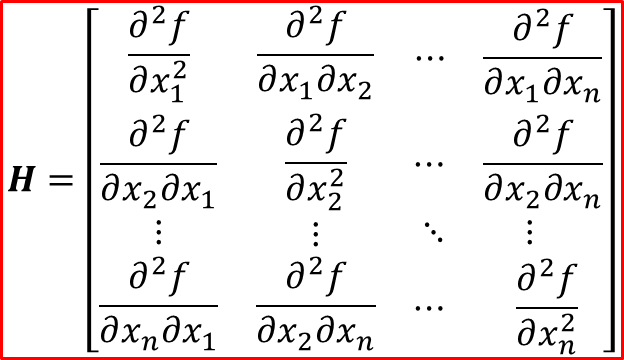 H = [ ∂²f/∂x₁² ∂²f/∂x₁∂x₂ ⋯ ∂²f/∂x₁∂xₙ
∂²f/∂x₂∂x₁ ∂²f/∂x₂² ⋯ ∂²f/∂x₂∂xₙ
⋮ ⋮ ⋱ ⋮
∂²f/∂xₙ∂x₁ ∂²f/∂x₂∂xₙ ⋯ ∂²f/∂xₙ² ]